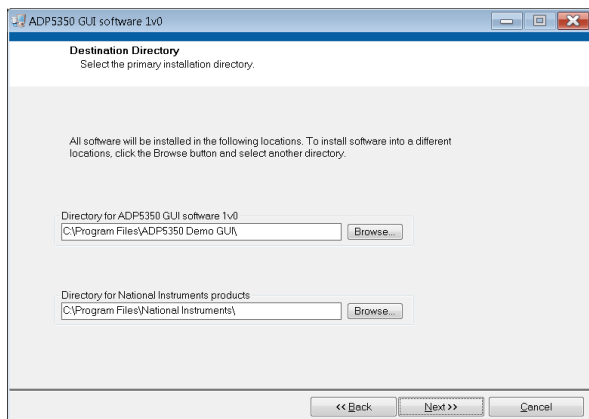 ADP5350 GUI software 1v0
Destination Directory
Select the primary installation directory.
All software will be installed in the following locations. To install software into a different
locations, click the Browse button and select another directory.
Directory for ADP5350 GUI software 1v0
C:\Program Files\ADP5350 Demo GUI\ Browse...
Directory for National Instruments products
C:\Program Files\National Instruments\ Browse...
<< Back Next >> Cancel